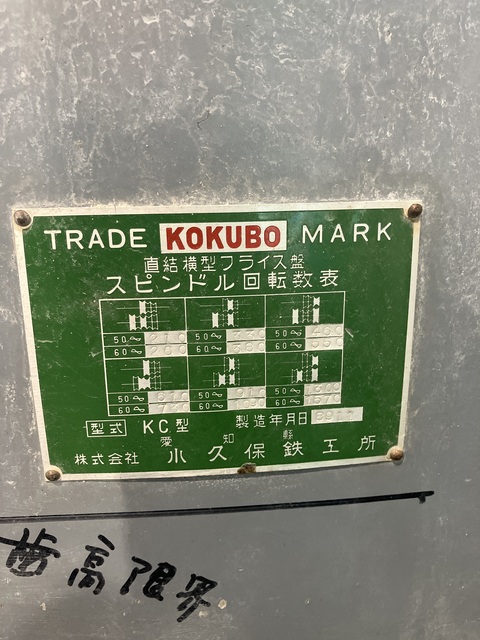 TRADE KOKUBO MARK
直結横型フライス盤
スピンドル回転数表
50∾ 50∾ 50∾
60∾ 60∾ 60∾
50∾ 50∾ 50∾
60∾ 60∾ 60∾
型式 KC型 製造年月日
愛知県
株式会社 小久保鉄工所
歯高限界